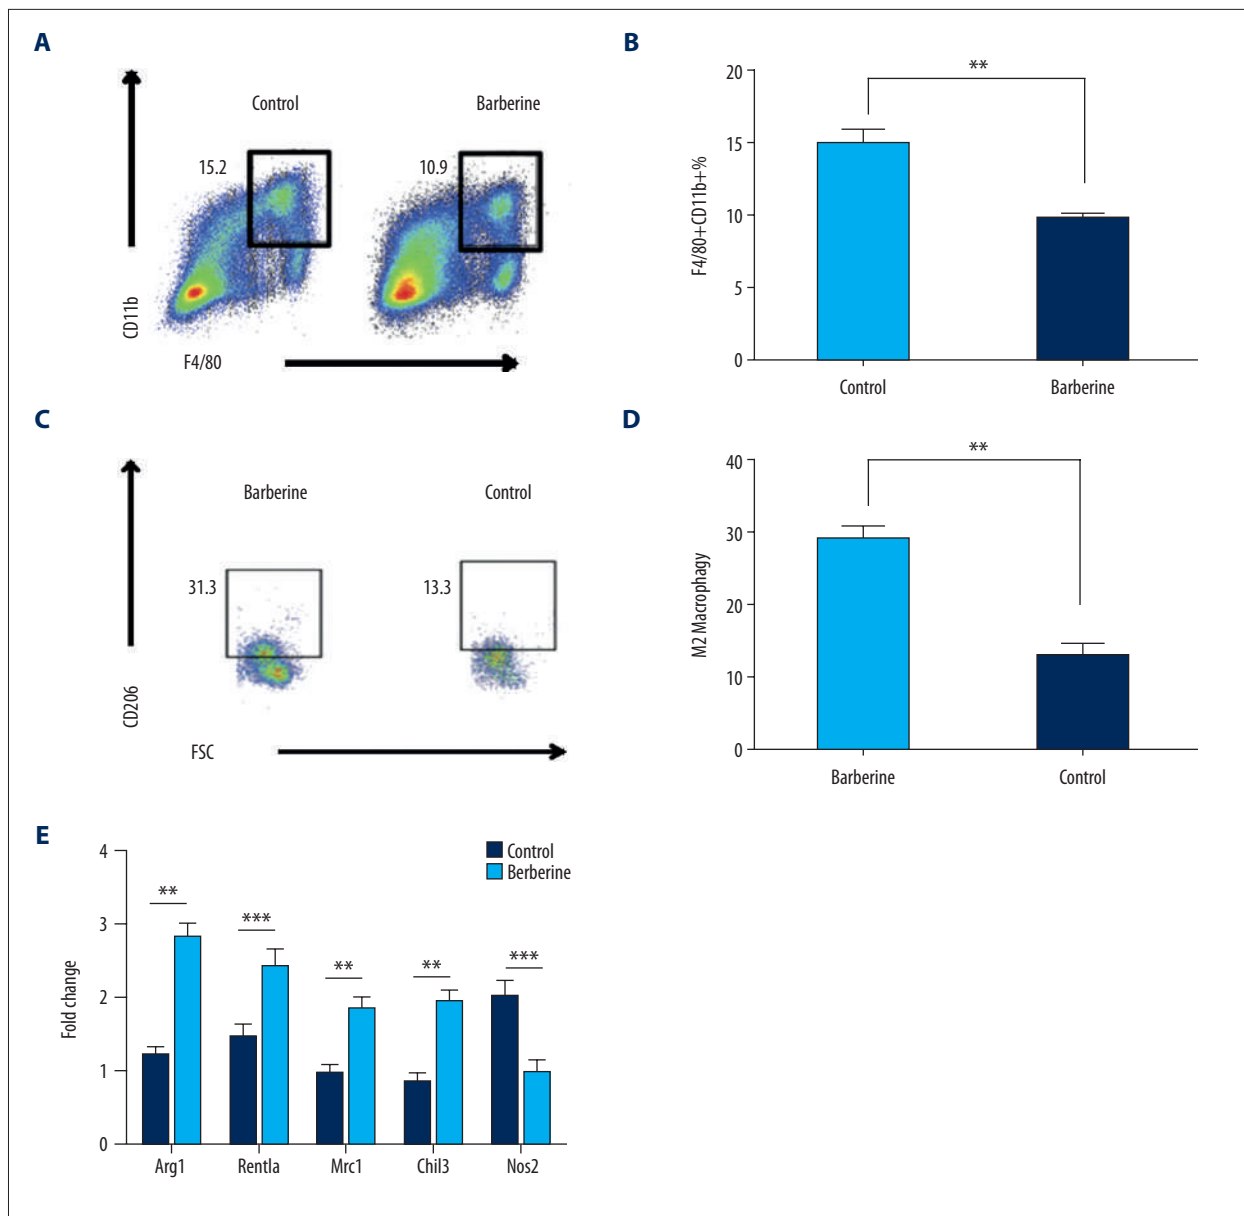 A
Control
Barberine
15.2
10.9
CD11b
F4/80
B
**
20
15
10
5
0
F4/80+CD11b+%
Control
Barberine
C
Barberine
Control
31.3
13.3
CD206
FSC
D
**
40
30
20
10
0
M2 Macrophagy
Barberine
Control
E
Control
Berberine
4
3
2
1
0
Fold change
**
***
**
**
***
Arg1
Rentla
Mrc1
Chil3
Nos2